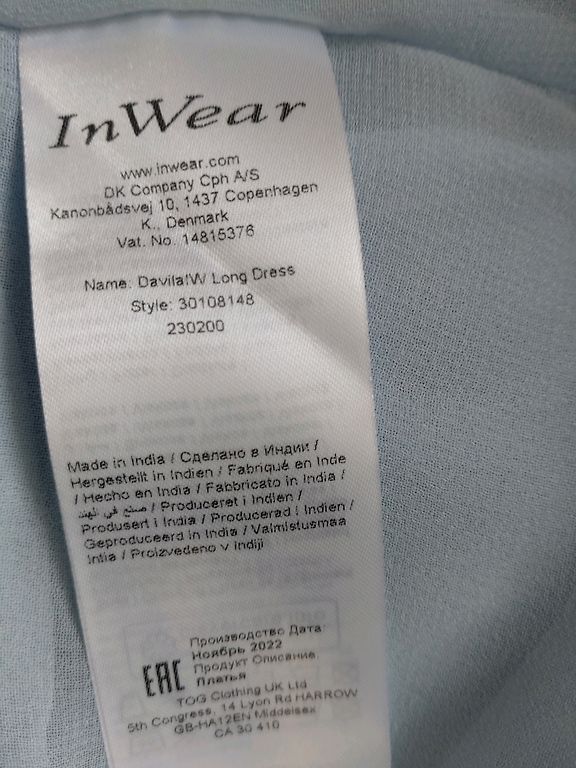 InWear
www.inwear.com
DK Company Cph A/S
Kanonbådsvej 10, 1437 Copenhagen
K., Denmark
Vat. No. 14815376
Name: DavilaIW Long Dress
Style: 30108148
230200
Made in India / Сделано в Индии /
Hergestellt in Indien / Fabriqué en Inde
/ Hecho en India / Fabbricato in India /
صنع في الهند / Produceret i Indien /
Produsert i India / Producerad i Indien /
Geproduceerd in India / Valmistusmaa
Intia / Proizvedeno v Indiji
Производство Дата:
Ноябрь 2022
Продукт Описание:
Платья
EAC
TOG Clothing UK Ltd
5th Congress, 14 Lyon Rd HARROW
GB-HA12EN Middelsex
CA 30 410